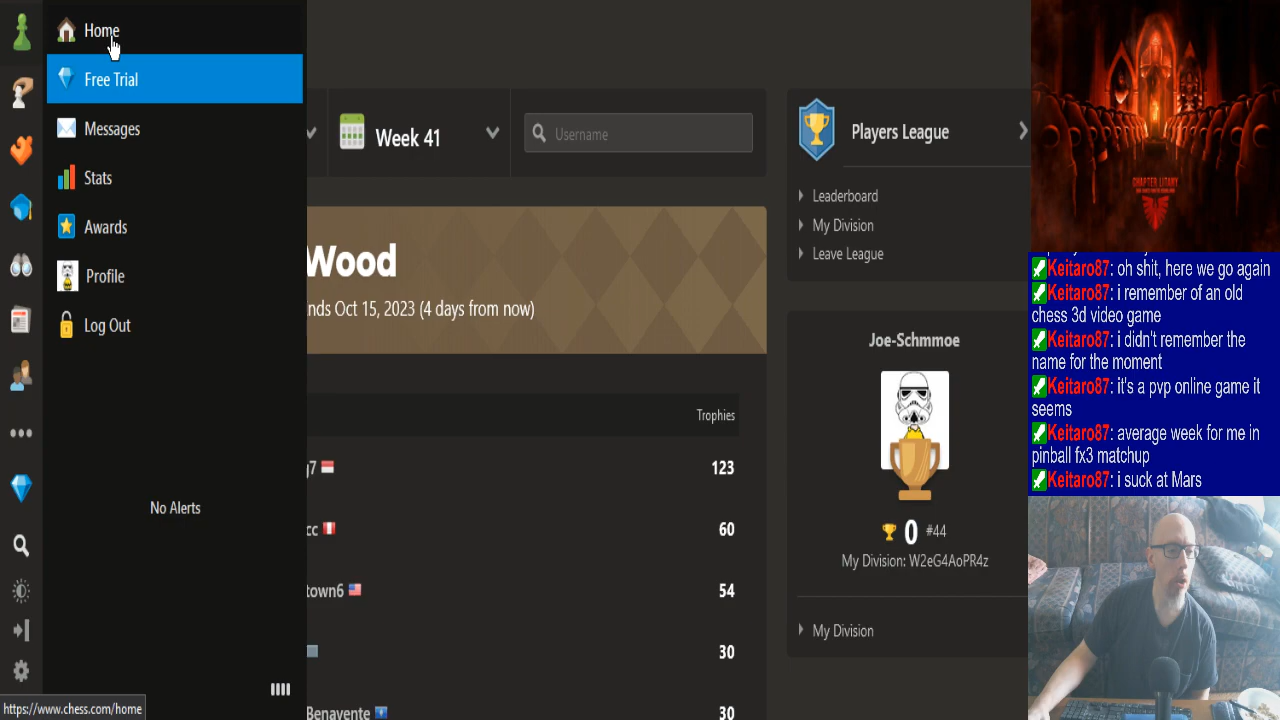 Home
Free Trial
Messages
Stats
Awards
Profile
Log Out
No Alerts
https://www.chess.com/home
Week 41
Username
Wood
nds Oct 15, 2023 (4 days from now)
Trophies
123
cc
60
town6
54
30
Benavente
30
Players League
Leaderboard
My Division
Leave League
Joe-Schmmoe
0 #44
My Division: W2eG4AoPR4z
My Division
CHAPTER LITANY
Keitaro87: oh shit, here we go again
Keitaro87: i remember of an old
chess 3d video game
Keitaro87: i didn't remember the
name for the moment
Keitaro87: it's a pvp online game it
seems
Keitaro87: average week for me in
pinball fx3 matchup
Keitaro87: i suck at Mars